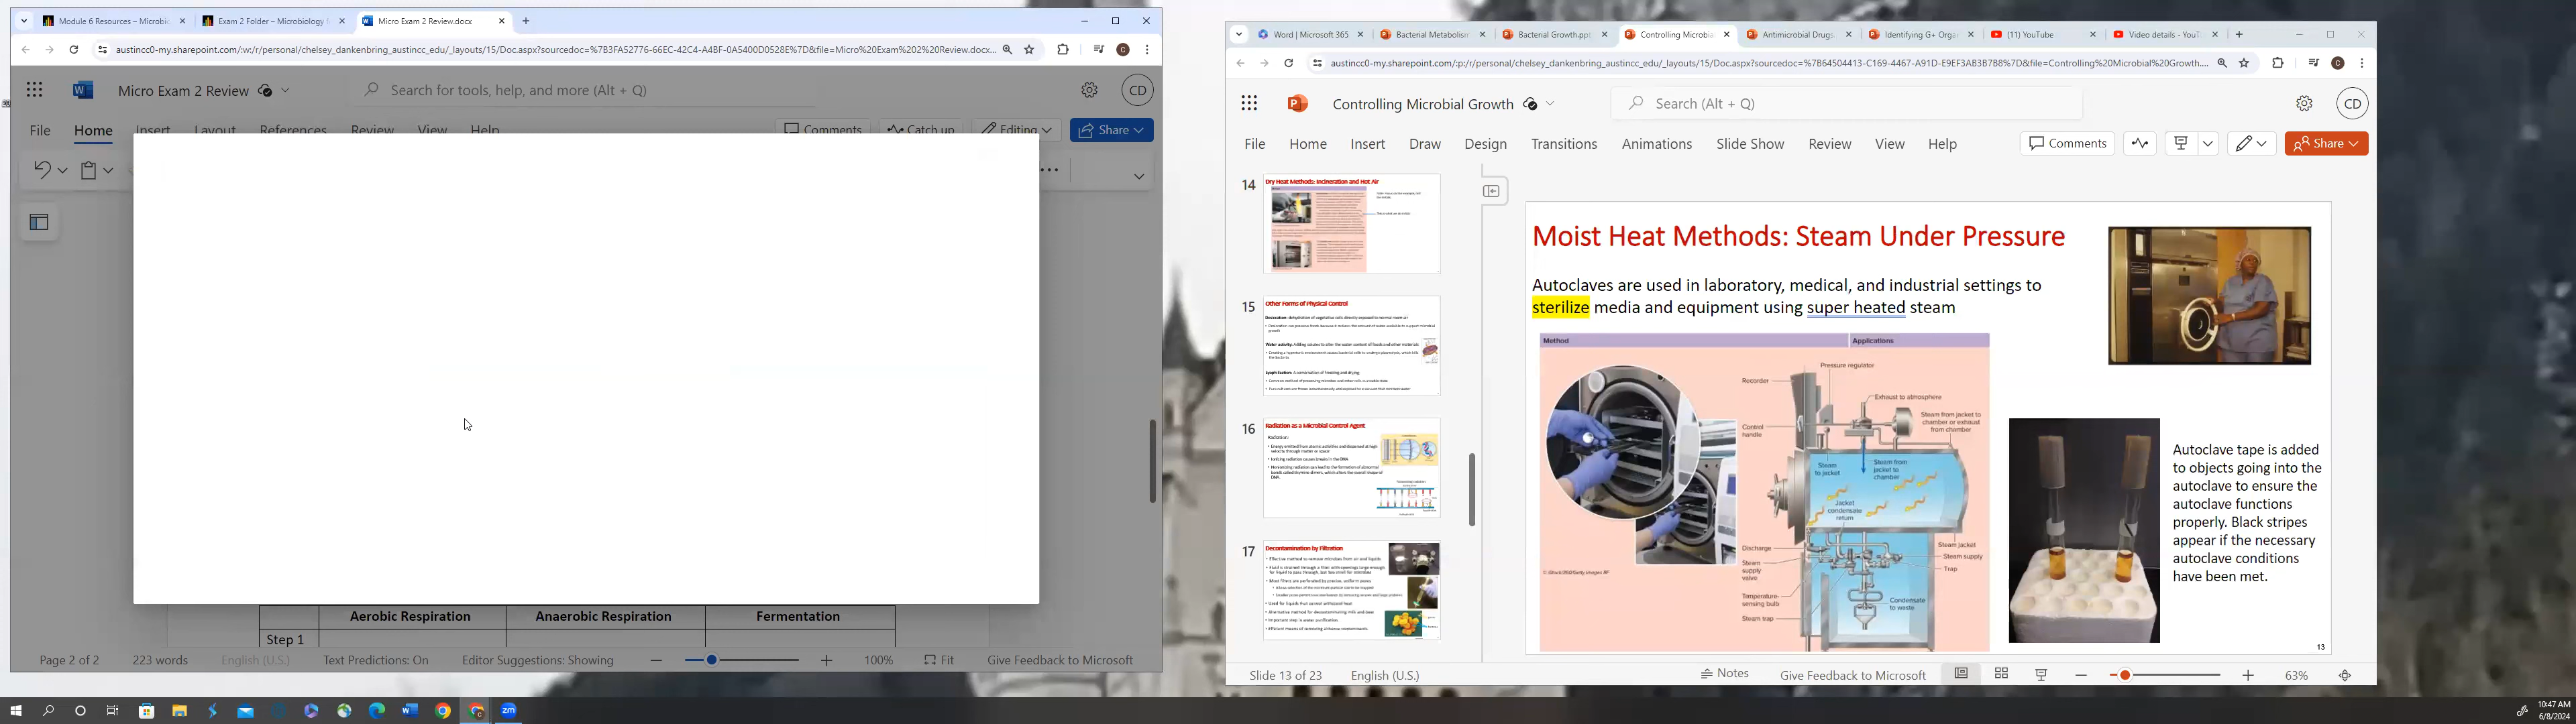 Module 6 Resources – Microbiolo
Exam 2 Folder – Microbiology
Micro Exam 2 Review.docx
austincc0-my.sharepoint.com/:w:/r/personal/chelsey_dankenbring_austincc_edu/_layouts/15/Doc.aspx?sourcedoc=%7B3FA52776-66EC-42C4-A4BF-0A5400D0528E%7D&file=Micro%20Exam%202%20Review.docx...
C
W
Micro Exam 2 Review
Search for tools, help, and more (Alt + Q)
CD
File
Home
Insert
Layout
References
Review
View
Help
Comments
Catch up
Editing
Share
Aerobic Respiration
Anaerobic Respiration
Fermentation
Step 1
Page 2 of 2
223 words
English (U.S.)
Text Predictions: On
Editor Suggestions: Showing
100%
Fit
Give Feedback to Microsoft
Word | Microsoft 365
Bacterial Metabolism
Bacterial Growth.pptx
Controlling Microbial
Antimicrobial Drugs
Identifying G+ Orga
(11) YouTube
Video details - YouT
austincc0-my.sharepoint.com/:p:/r/personal/chelsey_dankenbring_austincc_edu/_layouts/15/Doc.aspx?sourcedoc=%7B64504413-C169-4467-A91D-E9EF3AB3B7B8%7D&file=Controlling%20Microbial%20Growth....
C
P
Controlling Microbial Growth
Search (Alt + Q)
CD
File
Home
Insert
Draw
Design
Transitions
Animations
Slide Show
Review
View
Help
Comments
Share
14
Dry Heat Methods: Incineration and Hot Air
15
Other Forms of Physical Control
16
Radiation as a Microbial Control Agent
Radiation:
17
Decontamination by Filtration
Moist Heat Methods: Steam Under Pressure
Autoclaves are used in laboratory, medical, and industrial settings to
sterilize media and equipment using super heated steam
Method
Applications
Pressure regulator
Recorder
Exhaust to atmosphere
Steam from jacket to
chamber or exhaust
from chamber
Control
handle
Steam
to jacket
Steam from
jacket to
chamber
Jacket
condensate
return
Discharge
Steam
supply
valve
Steam jacket
Steam supply
Trap
Temperature-
sensing bulb
Steam trap
Condensate
to waste
Autoclave tape is added
to objects going into the
autoclave to ensure the
autoclave functions
properly. Black stripes
appear if the necessary
autoclave conditions
have been met.
13
Slide 13 of 23
English (U.S.)
Notes
Give Feedback to Microsoft
63%
zm
10:47 AM
6/8/2024